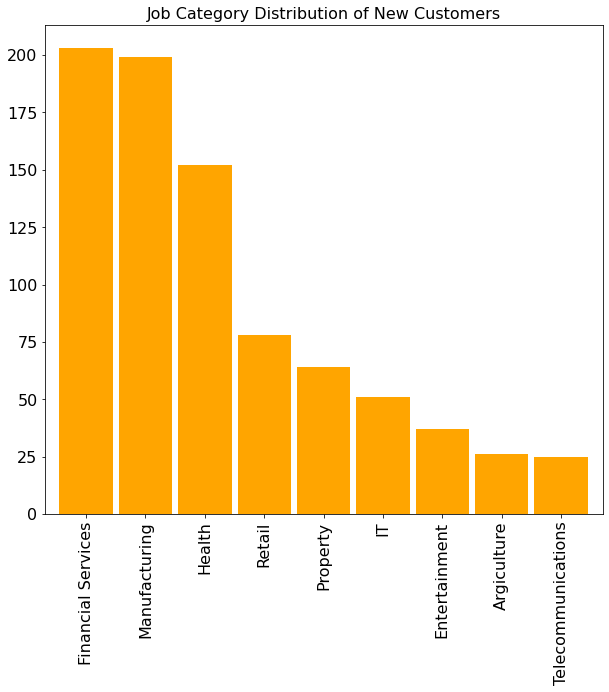 Job Category Distribution of New Customers
200
175
150
125
100
75
50
25
0
Financial Services
Manufacturing
Health
Retail
Property
IT
Entertainment
Argiculture
Telecommunications